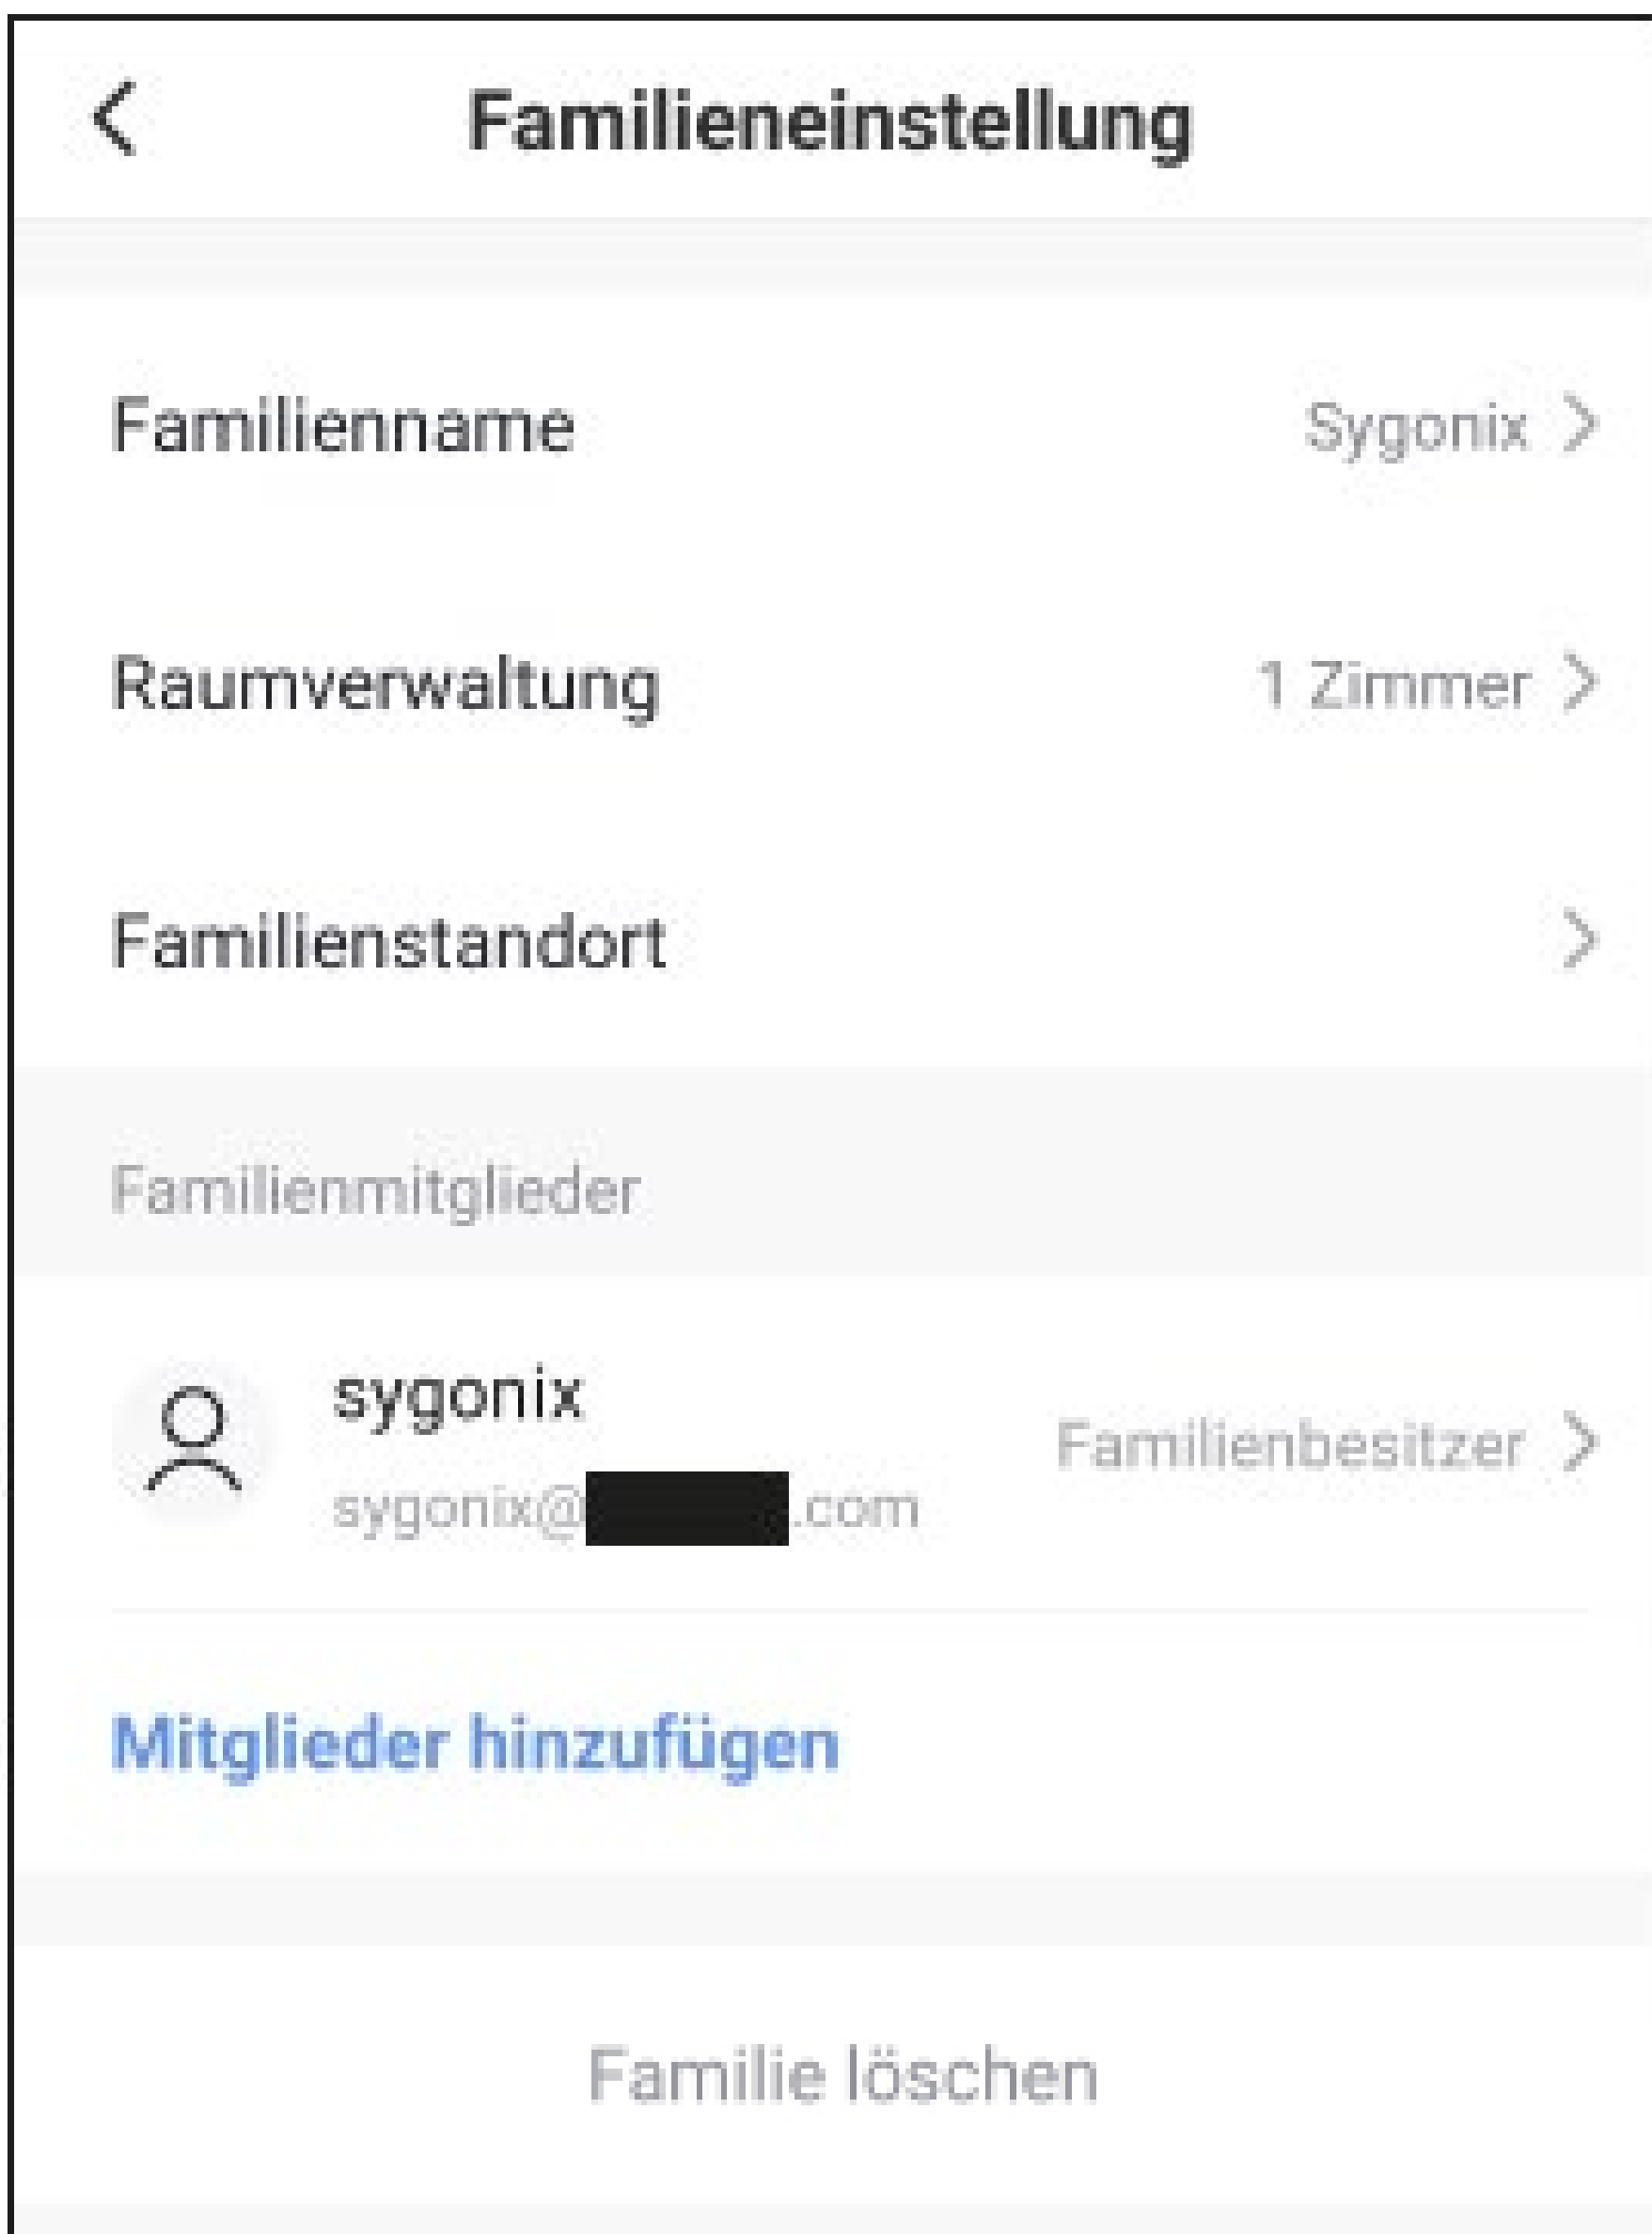 Familieneinstellung
Familienname Sygonix
Raumverwaltung 1 Zimmer
Familienstandort
Familienmitglieder
sygonix
Familienbesitzer
sygonix@ .com
Mitglieder hinzufügen
Familie löschen